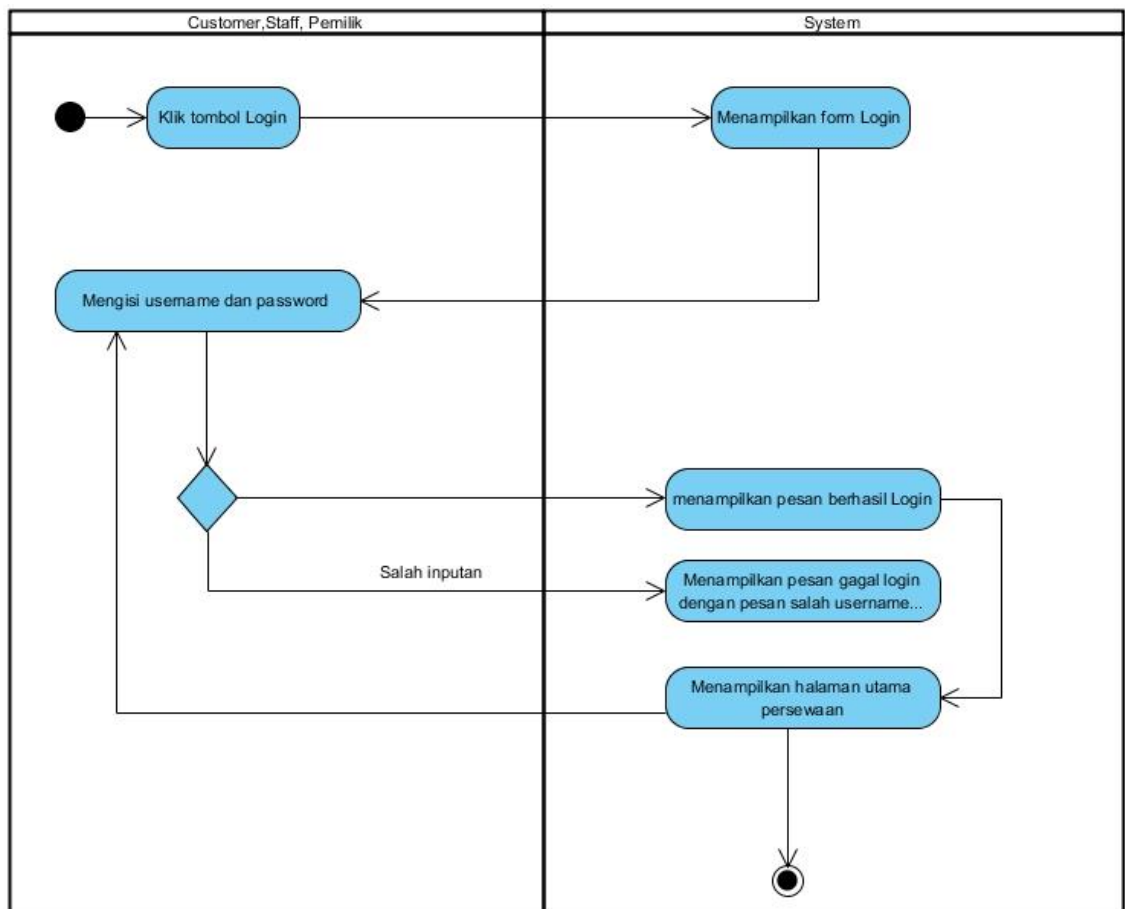 Customer,Staff, Pemilik
System
Klik tombol Login
Menampilkan form Login
Mengisi username dan password
menampilkan pesan berhasil Login
Salah inputan
Menampilkan pesan gagal login
dengan pesan salah username...
Menampilkan halaman utama
persewaan